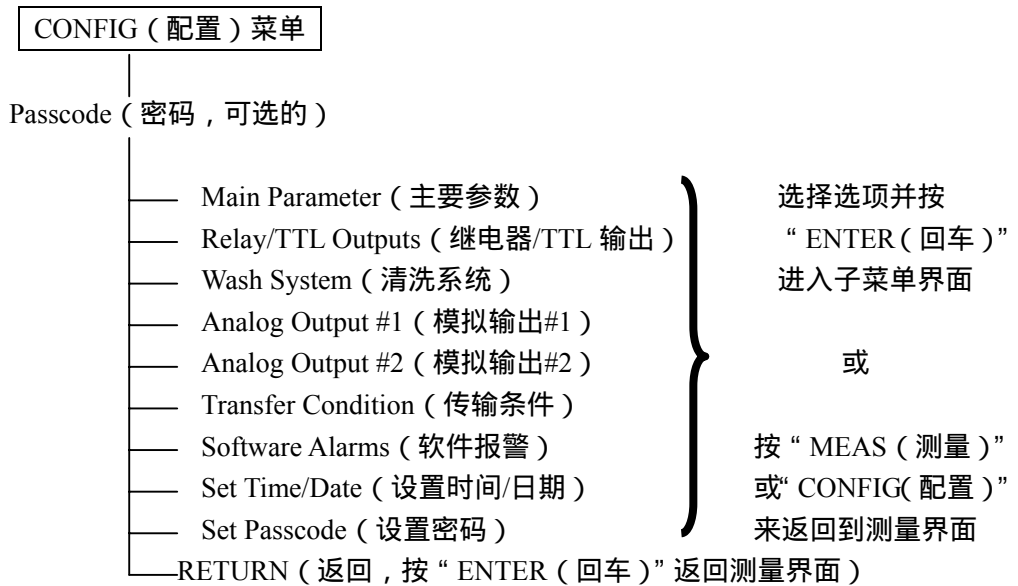 CONFIG（配置）菜单
Passcode（密码，可选的）
Main Parameter（主要参数）
Relay/TTL Outputs（继电器/TTL 输出）
Wash System（清洗系统）
Analog Output #1（模拟输出#1）
Analog Output #2（模拟输出#2）
Transfer Condition（传输条件）
Software Alarms（软件报警）
Set Time/Date（设置时间/日期）
Set Passcode（设置密码）
RETURN（返回，按“ENTER（回车）”返回测量界面）
选择选项并按
“ENTER（回车）”
进入子菜单界面
或
按“MEAS（测量）”
或“CONFIG（配置）”
来返回到测量界面